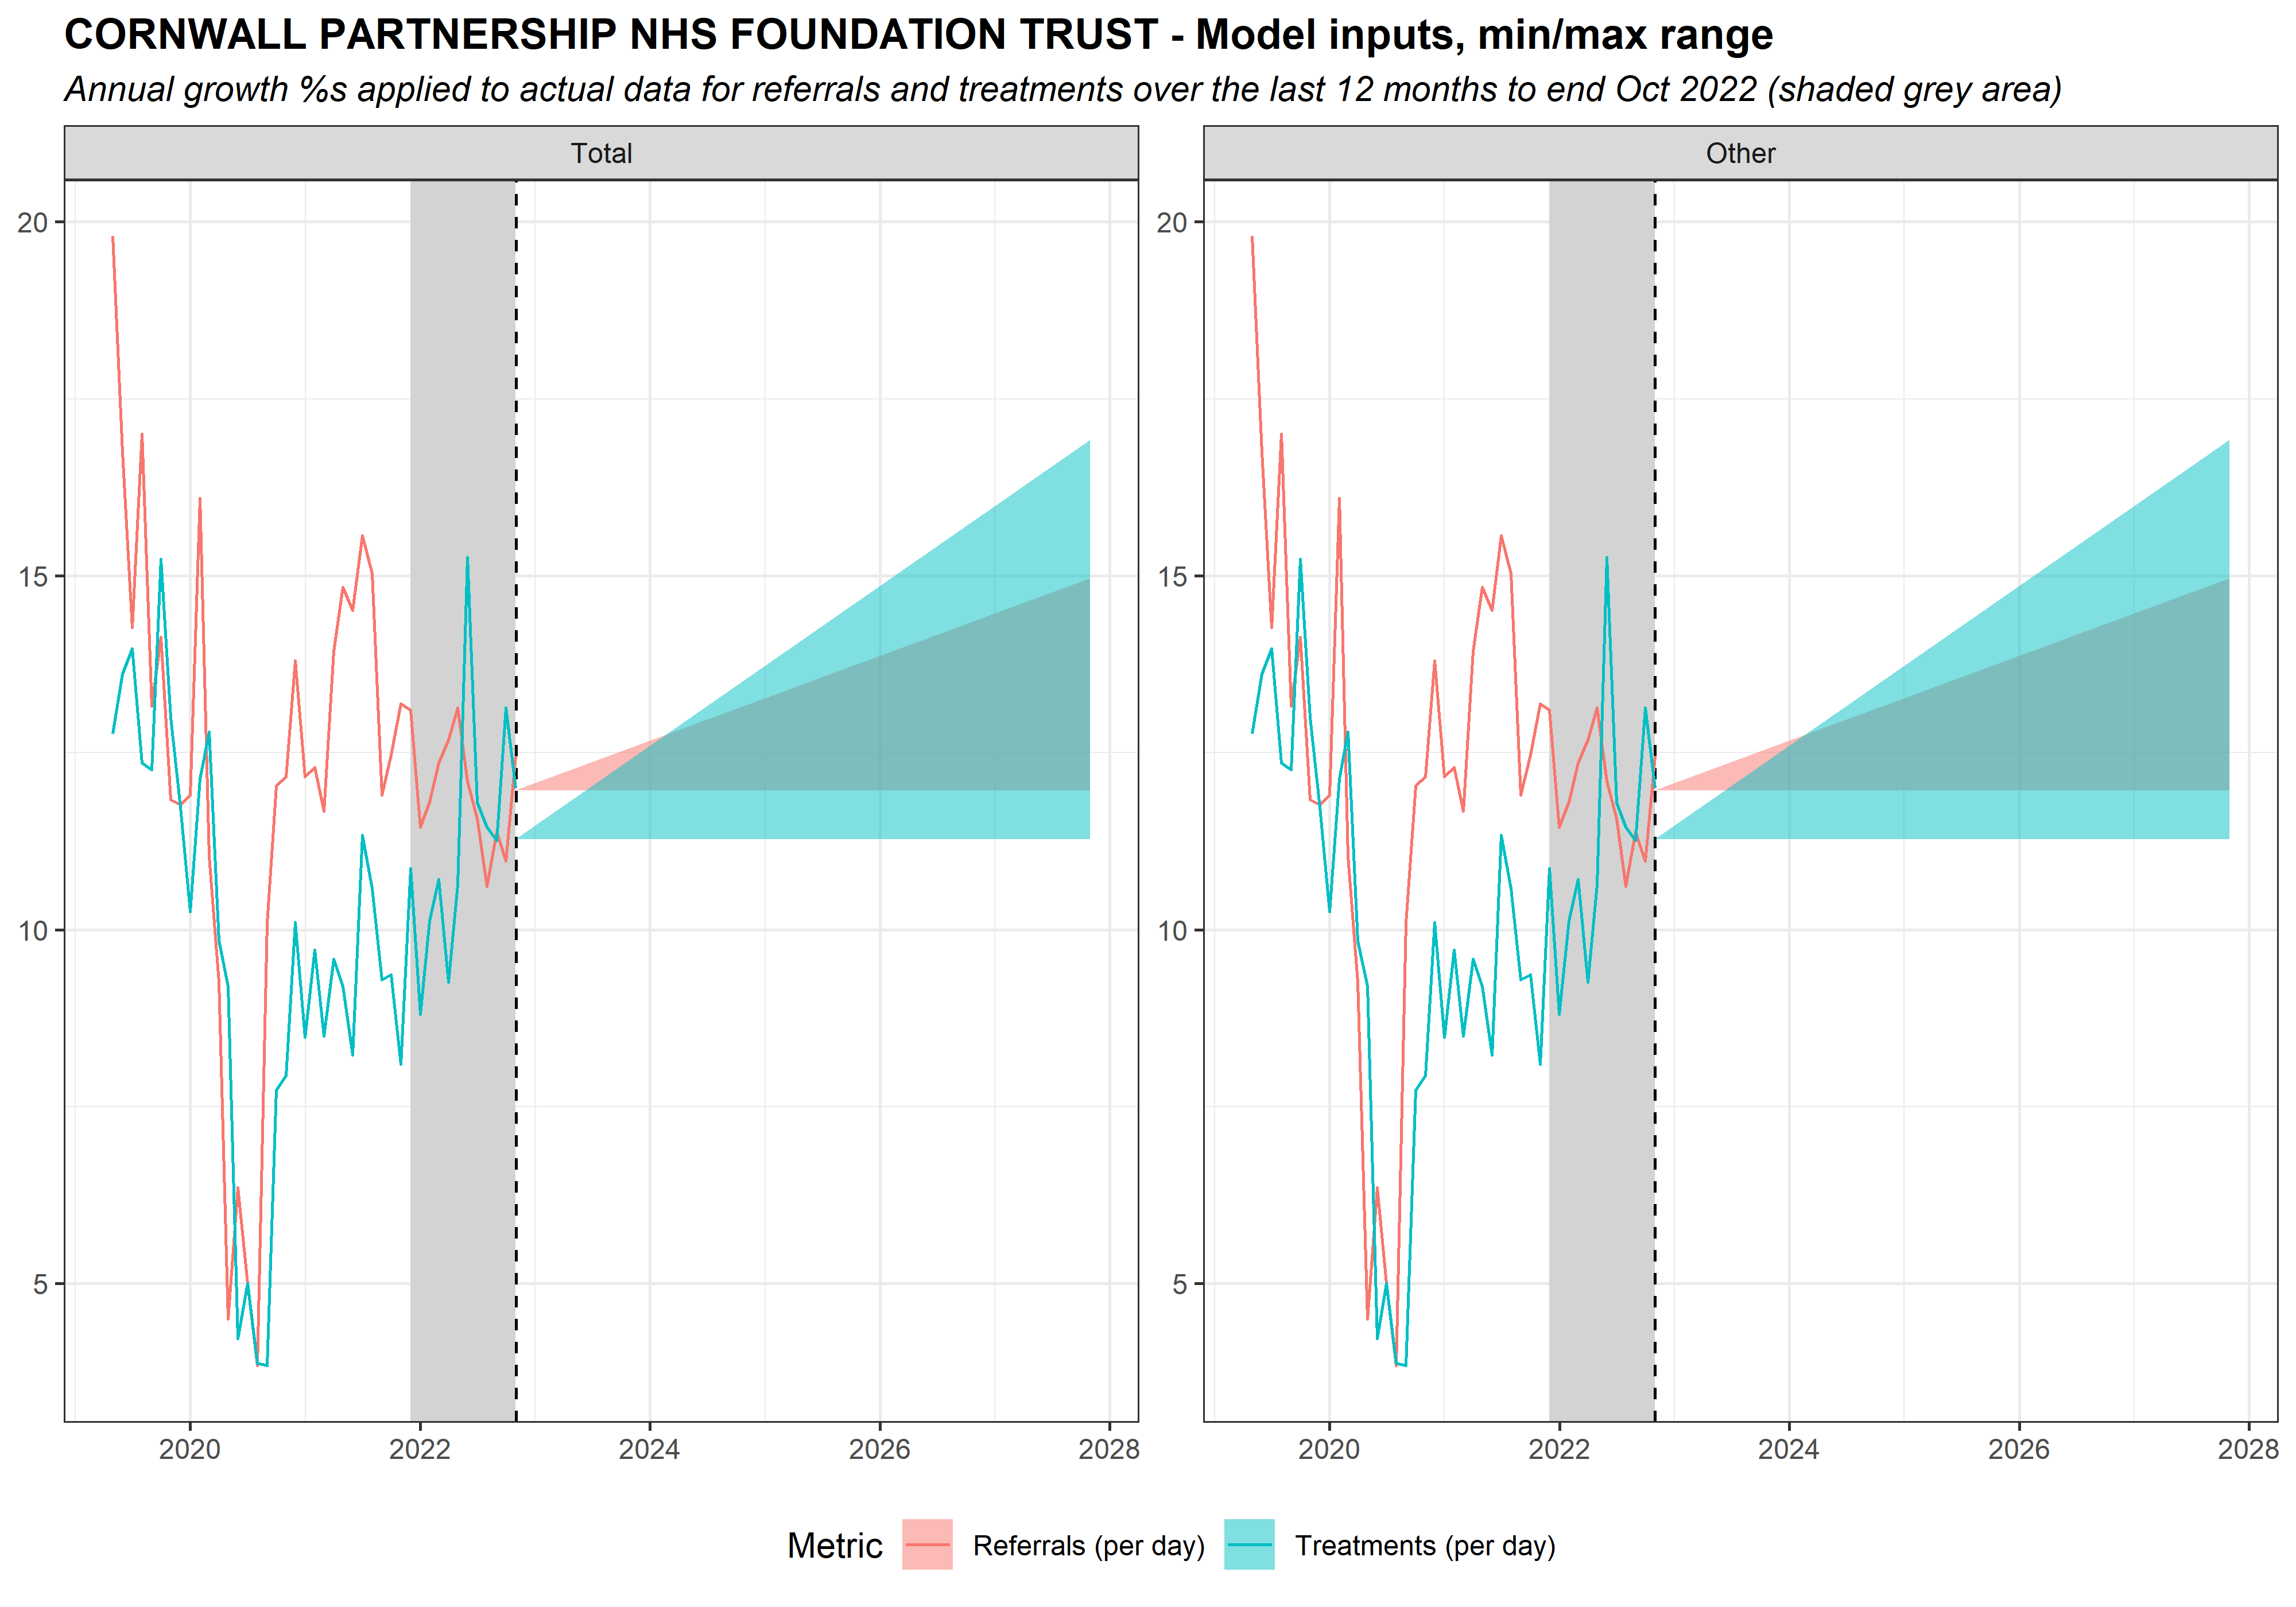 CORNWALL PARTNERSHIP NHS FOUNDATION TRUST - Model inputs, min/max range
Annual growth %s applied to actual data for referrals and treatments over the last 12 months to end Oct 2022 (shaded grey area)
Total
Other
20
15
10
5
20
15
10
5
2020
2022
2024
2026
2028
2020
2022
2024
2026
2028
Metric
Referrals (per day)
Treatments (per day)